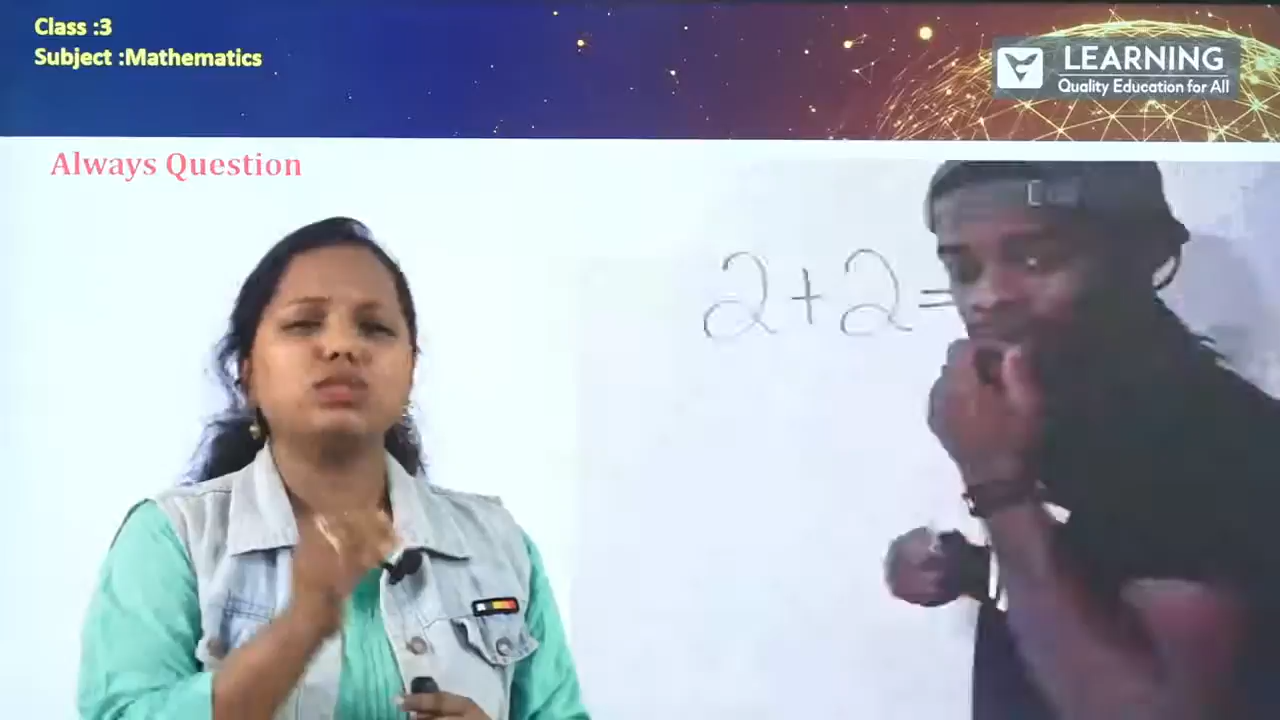 Class :3
Subject :Mathematics
LEARNING
Quality Education for All
Always Question
2+2=